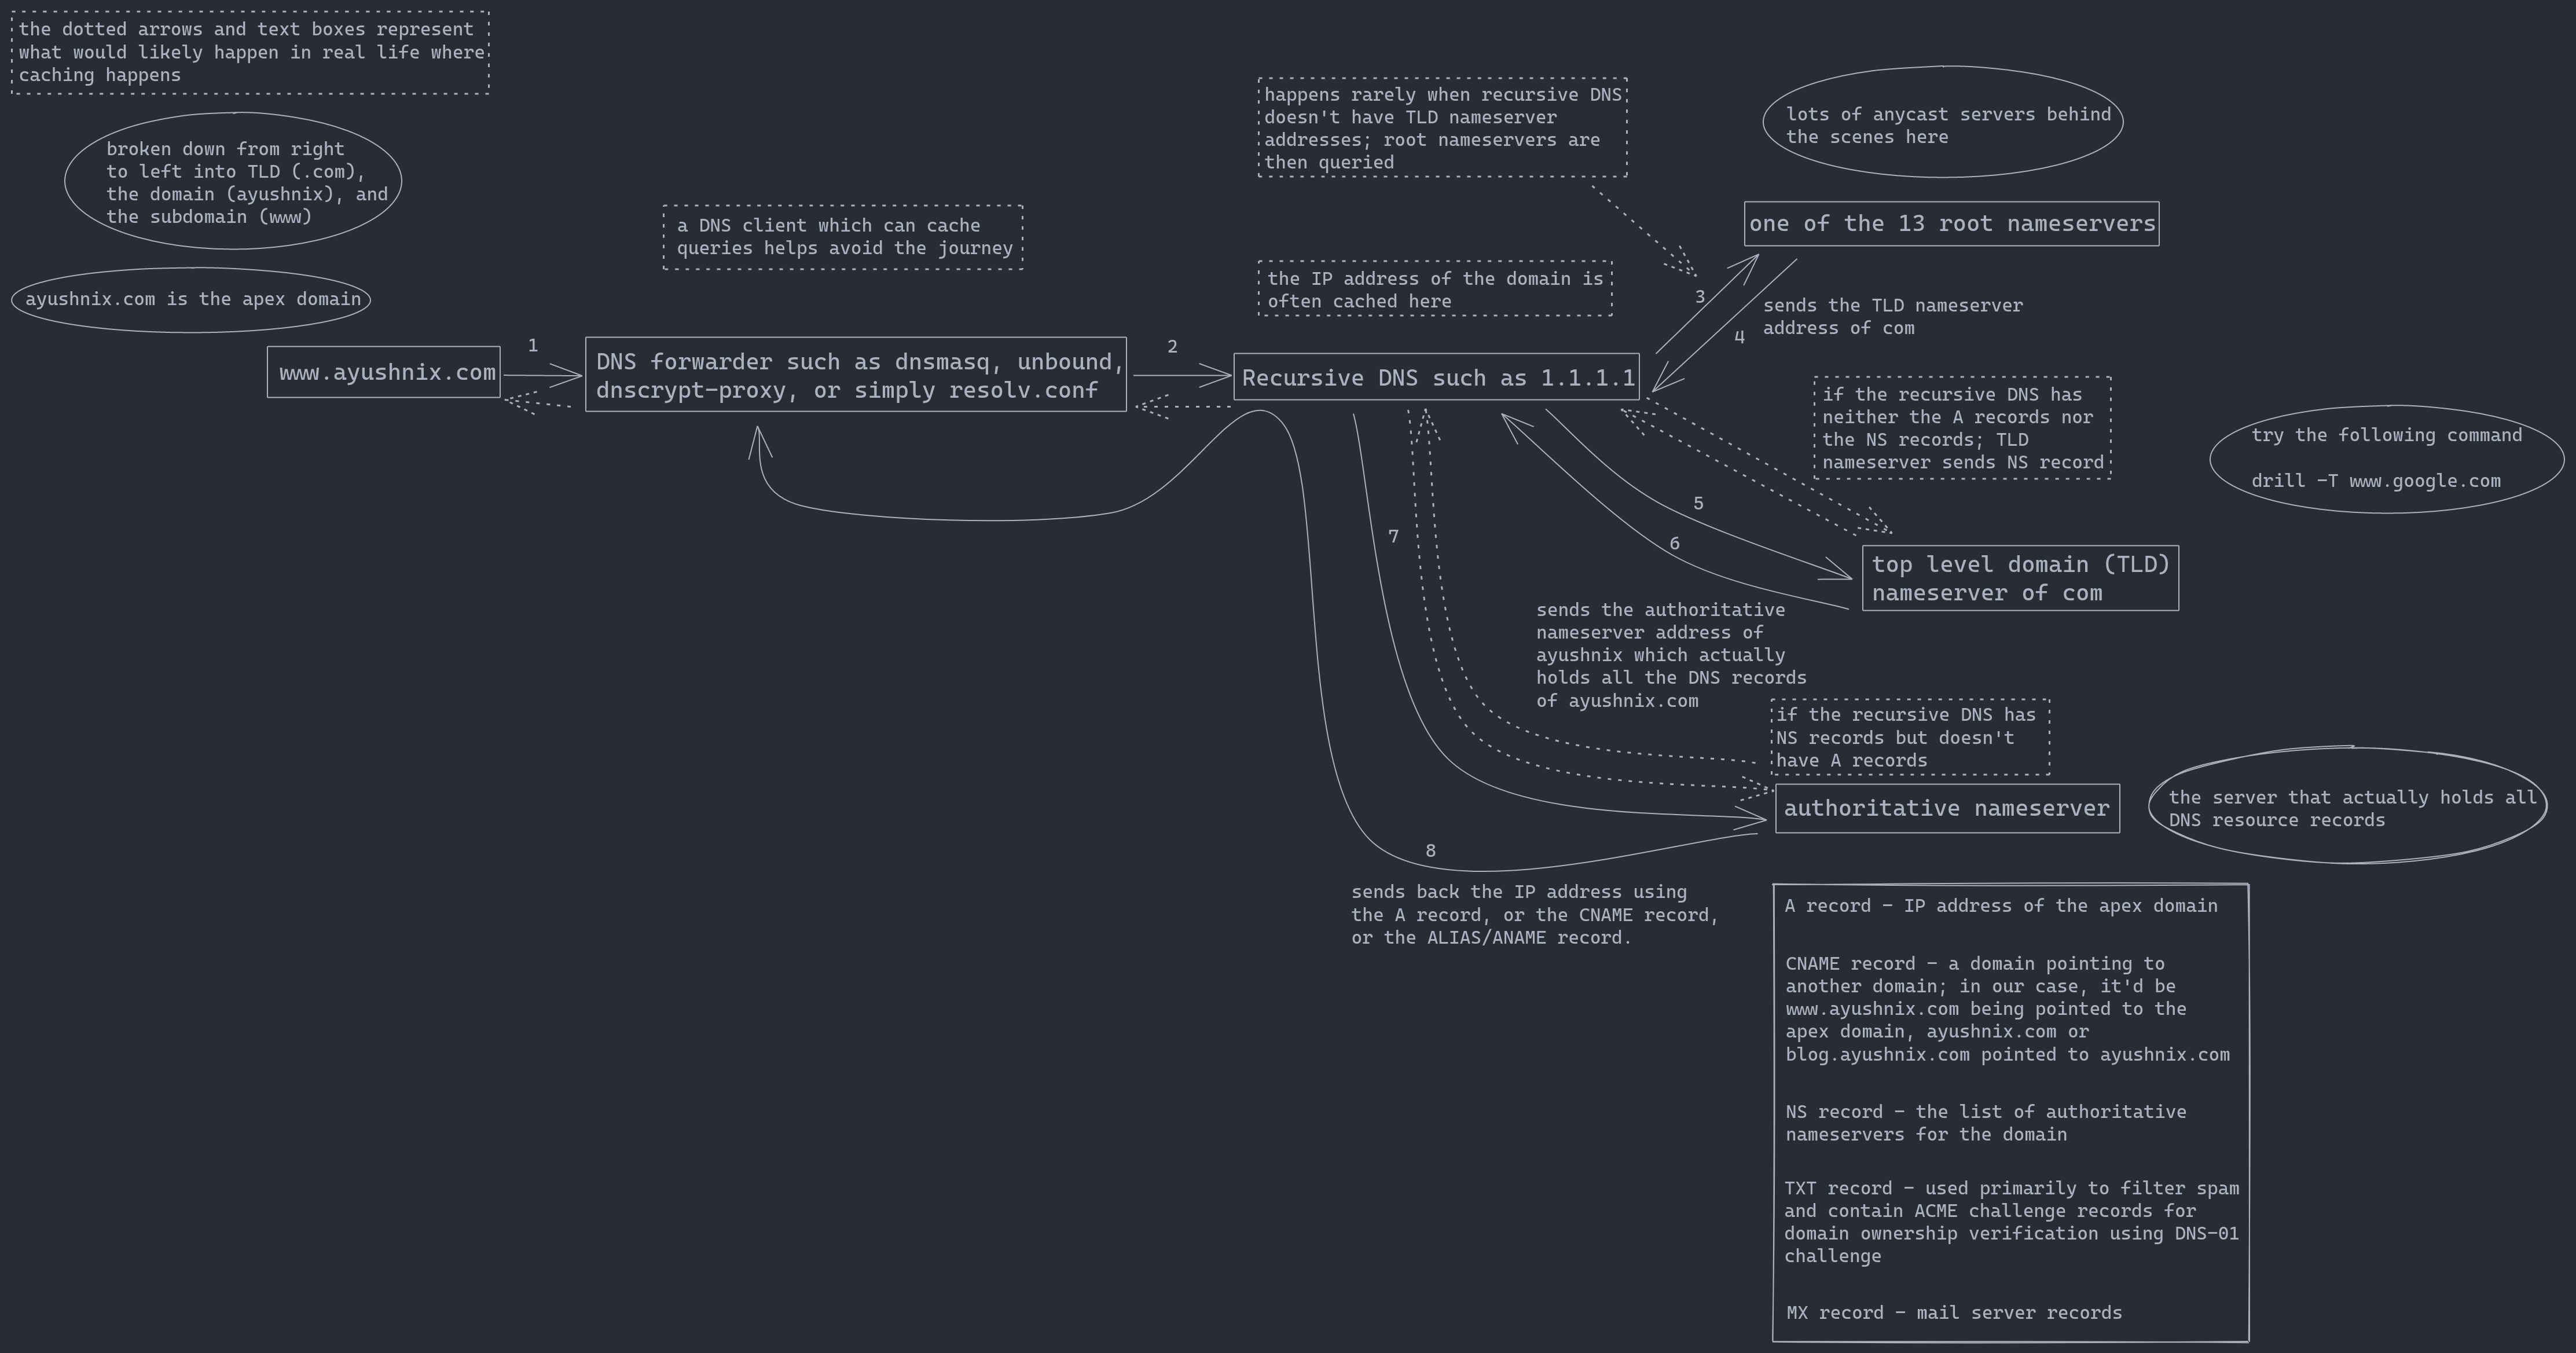 the dotted arrows and text boxes represent
what would likely happen in real life where
caching happens
broken down from right
to left into TLD (.com),
the domain (ayushnix), and
the subdomain (www)
ayushnix.com is the apex domain
www.ayushnix.com
1
a DNS client which can cache
queries helps avoid the journey
DNS forwarder such as dnsmasq, unbound,
dnscrypt-proxy, or simply resolv.conf
2
happens rarely when recursive DNS
doesn't have TLD nameserver
addresses; root nameservers are
then queried
the IP address of the domain is
often cached here
Recursive DNS such as 1.1.1.1
lots of anycast servers behind
the scenes here
one of the 13 root nameservers
3
4
sends the TLD nameserver
address of com
if the recursive DNS has
neither the A records nor
the NS records; TLD
nameserver sends NS record
try the following command
drill -T www.google.com
5
6
7
top level domain (TLD)
nameserver of com
sends the authoritative
nameserver address of
ayushnix which actually
holds all the DNS records
of ayushnix.com
if the recursive DNS has
NS records but doesn't
have A records
authoritative nameserver
the server that actually holds all
DNS resource records
8
sends back the IP address using
the A record, or the CNAME record,
or the ALIAS/ANAME record.
A record - IP address of the apex domain
CNAME record - a domain pointing to
another domain; in our case, it'd be
www.ayushnix.com being pointed to the
apex domain, ayushnix.com or
blog.ayushnix.com pointed to ayushnix.com
NS record - the list of authoritative
nameservers for the domain
TXT record - used primarily to filter spam
and contain ACME challenge records for
domain ownership verification using DNS-01
challenge
MX record - mail server records